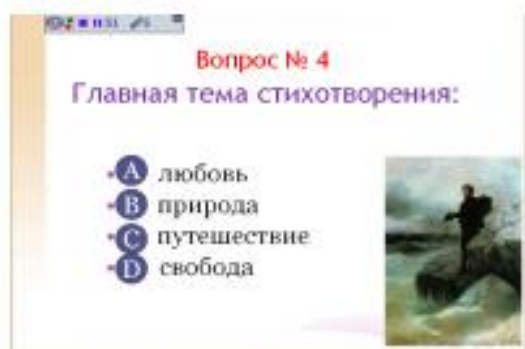 Вопрос № 4
Главная тема стихотворения:
A любовь
B природа
C путешествие
D свобода